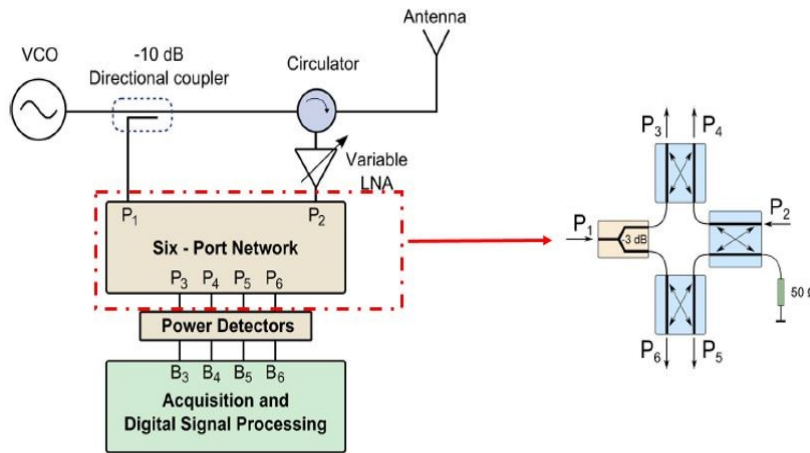 Antenna
VCO
-10 dB
Directional coupler
Circulator
Variable
LNA
P1 P2
Six - Port Network
P3 P4 P5 P6
Power Detectors
B3 B4 B5 B6
Acquisition and
Digital Signal Processing
P3 P4
P1
-3 dB
P2
50 Ω
P6 P5